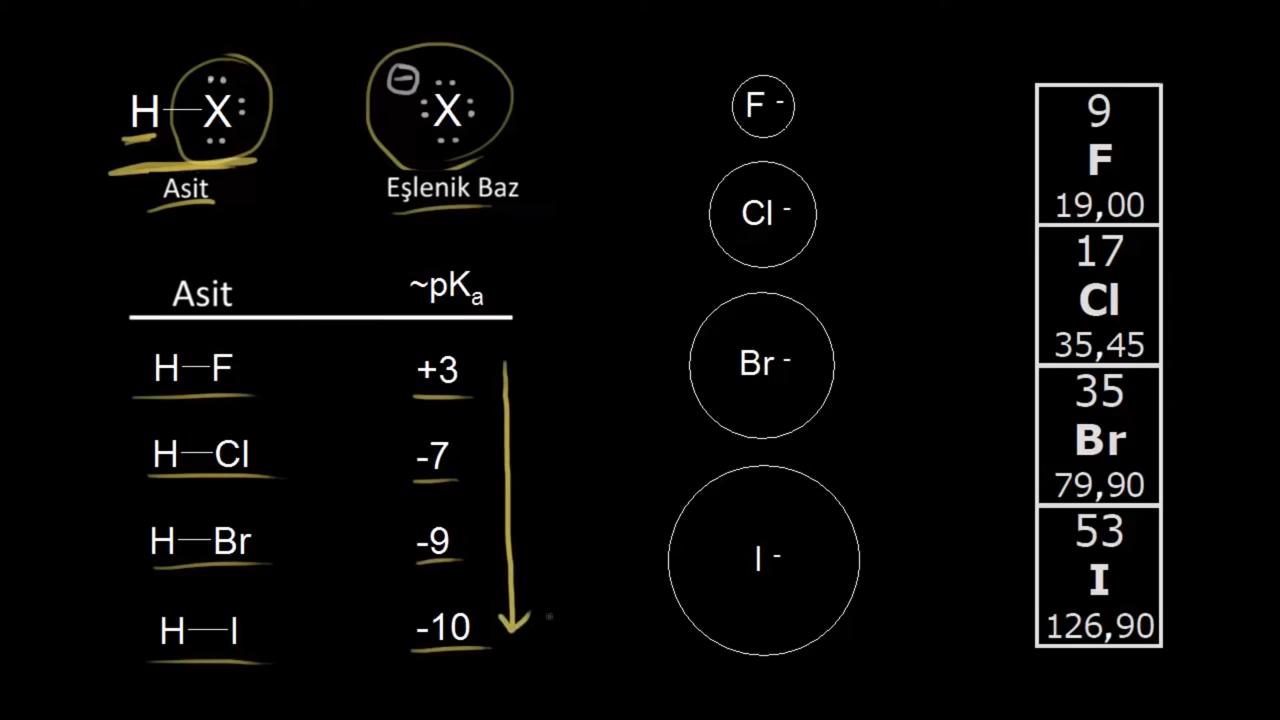 H—X
⊖ X
Asit
Eşlenik Baz
Asit ~pKa
H—F +3
H—Cl -7
H—Br -9
H—I -10
F -
Cl -
Br -
I -
9
F
19,00
17
Cl
35,45
35
Br
79,90
53
I
126,90